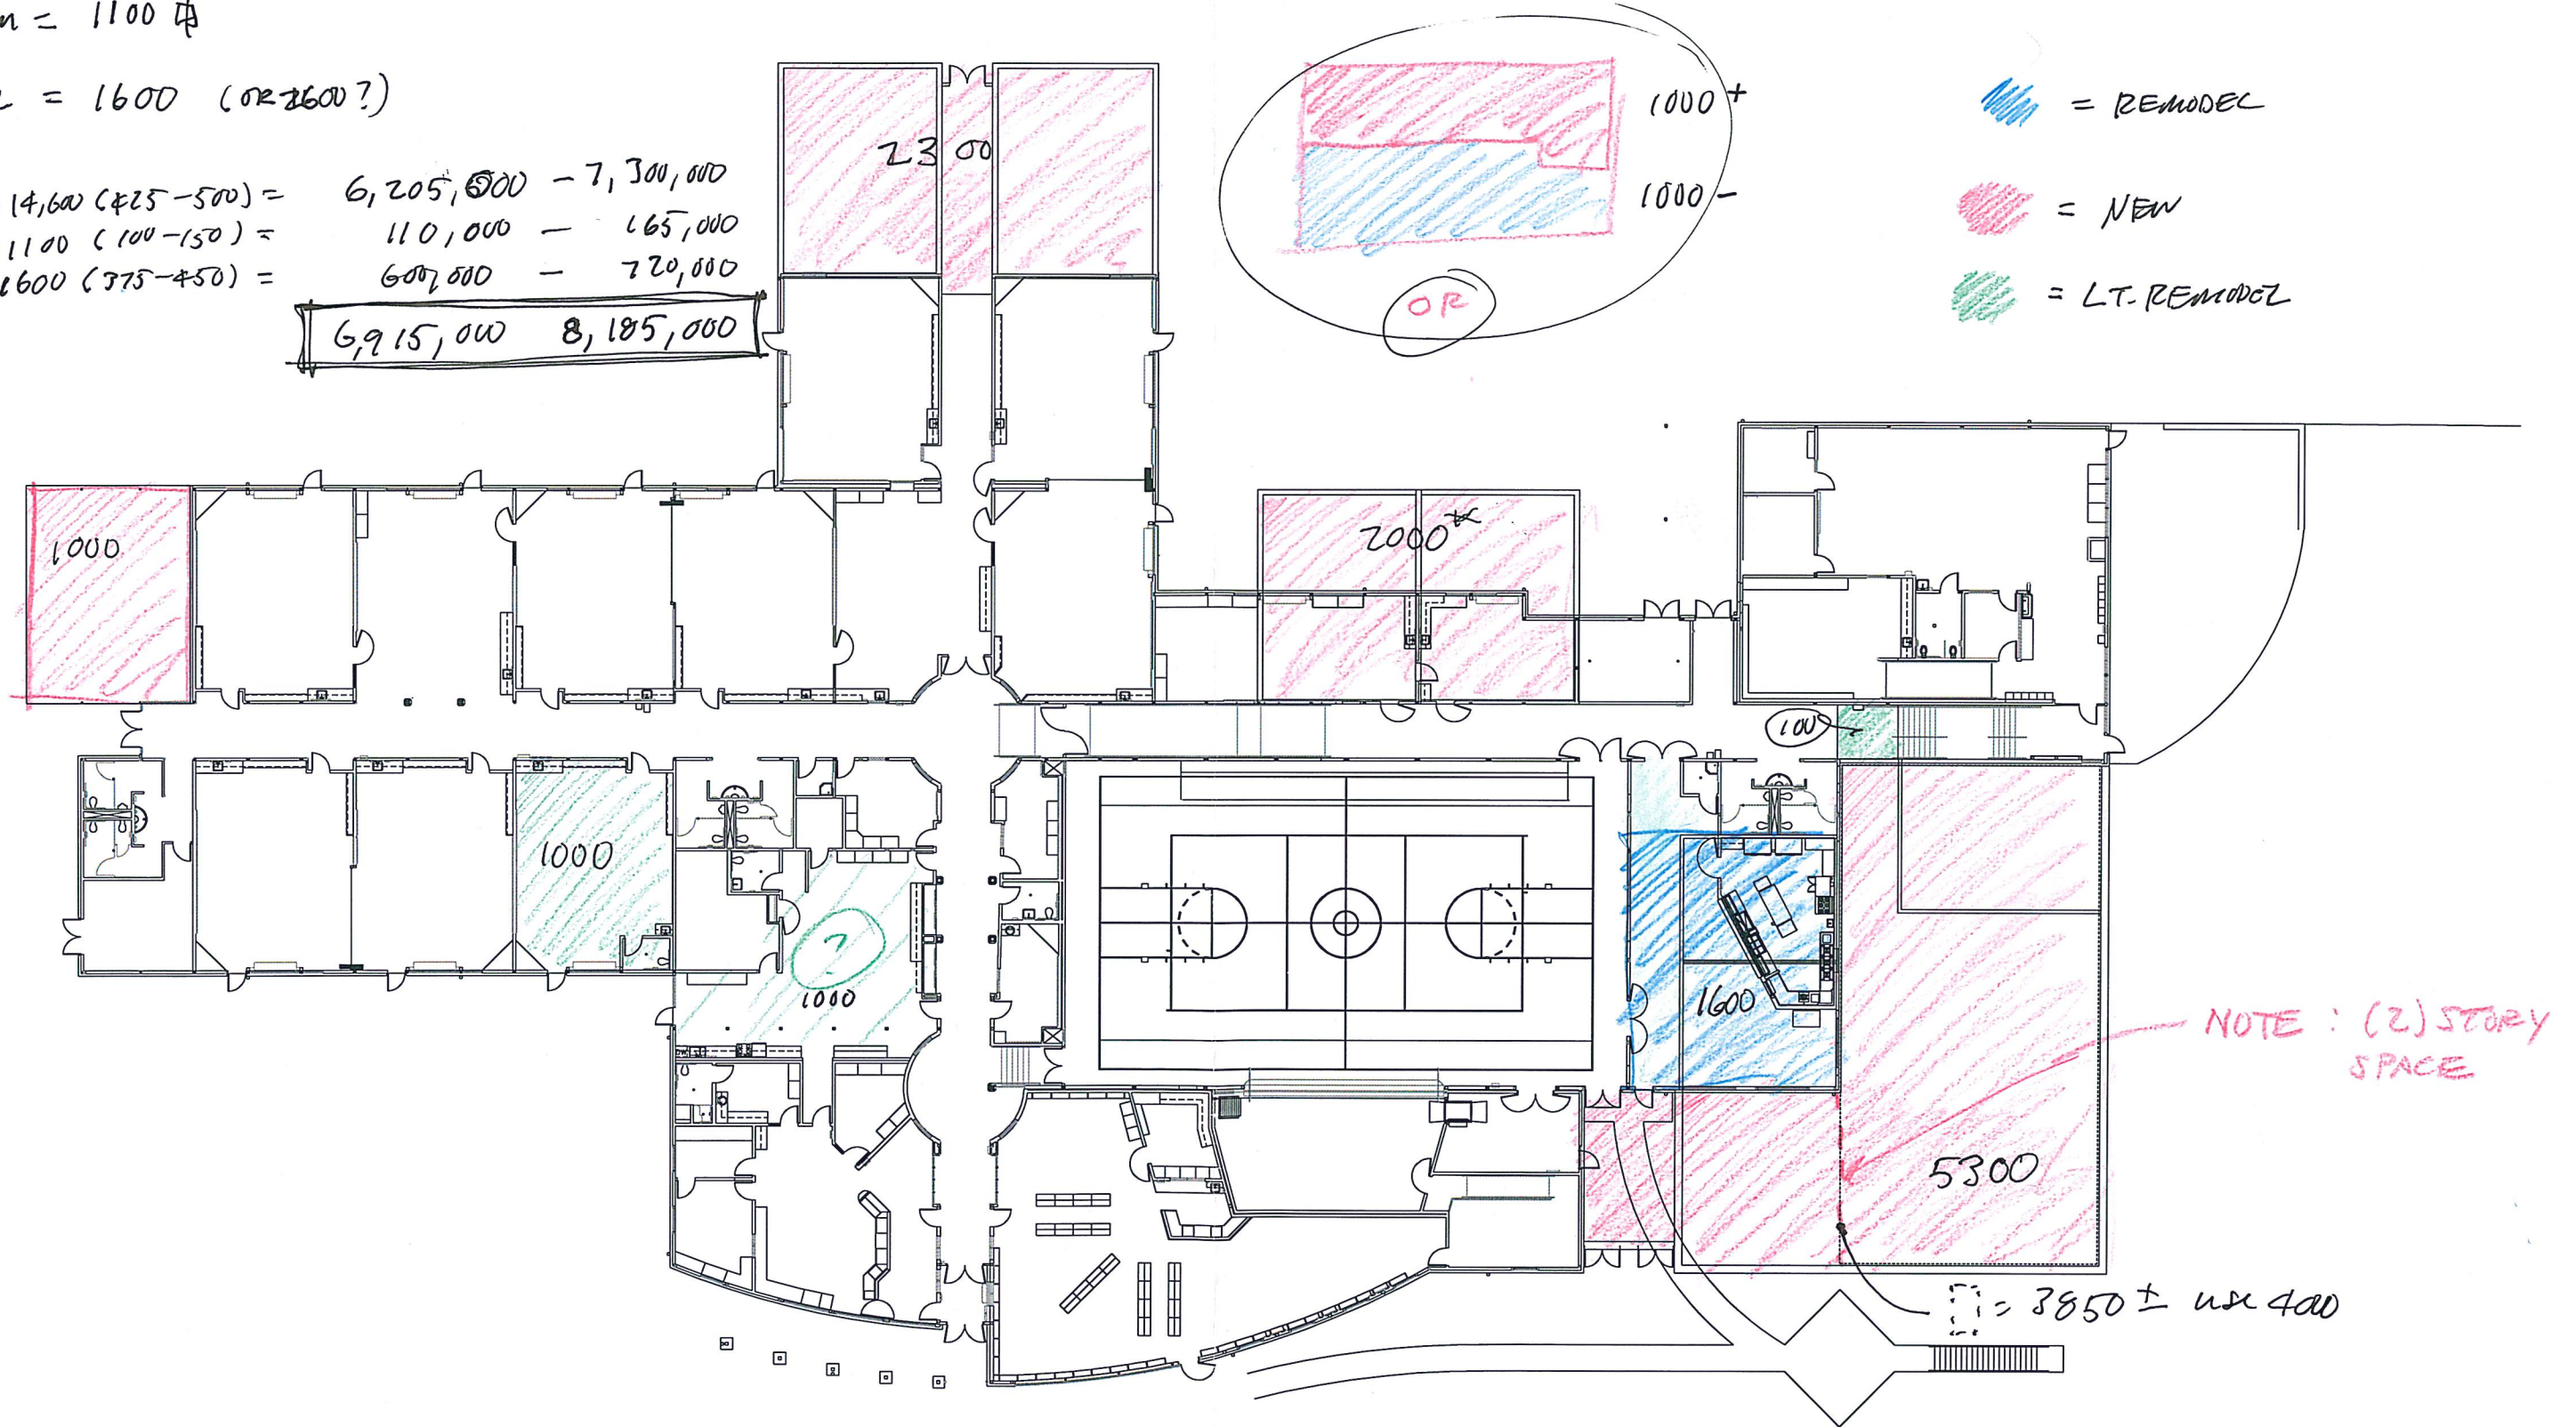 = 1100
= 1600 (OR 2600?)
14,600 (425-500) = 6,205,000 - 7,300,000
1100 (100-150) = 110,000 - 165,000
1600 (375-450) = 600,000 - 720,000
6,915,000 8,185,000
2300
1000+
1000-
OR
= REMODEL
= NEW
= LT. REMODEL
1000
2000*
100
1000
?
1000
1600
NOTE: (2) STORY
SPACE
5300
= 3850 ± USE 4000